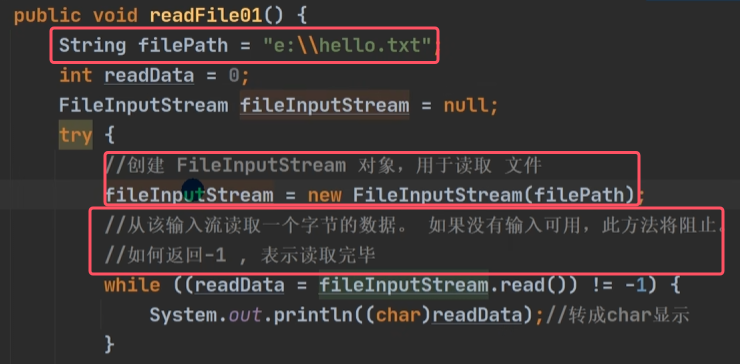 public void readFile01() {
String filePath = "e:\\hello.txt";
int readData = 0;
FileInputStream fileInputStream = null;
try {
//创建 FileInputStream 对象，用于读取 文件
fileInputStream = new FileInputStream(filePath);
//从该输入流读取一个字节的数据。 如果没有输入可用，此方法将阻止。
//如何返回-1 , 表示读取完毕
while ((readData = fileInputStream.read()) != -1) {
System.out.println((char)readData);//转成char显示
}